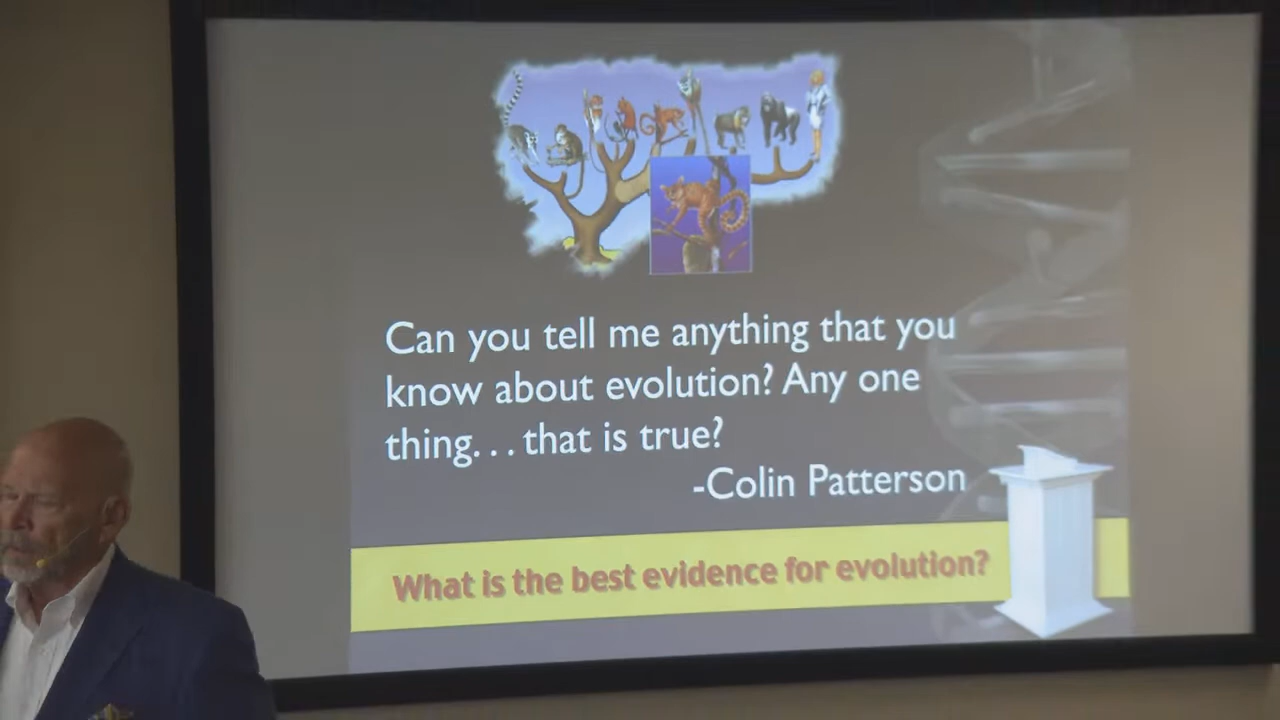 Can you tell me anything that you
know about evolution? Any one
thing...that is true?
-Colin Patterson
What is the best evidence for evolution?